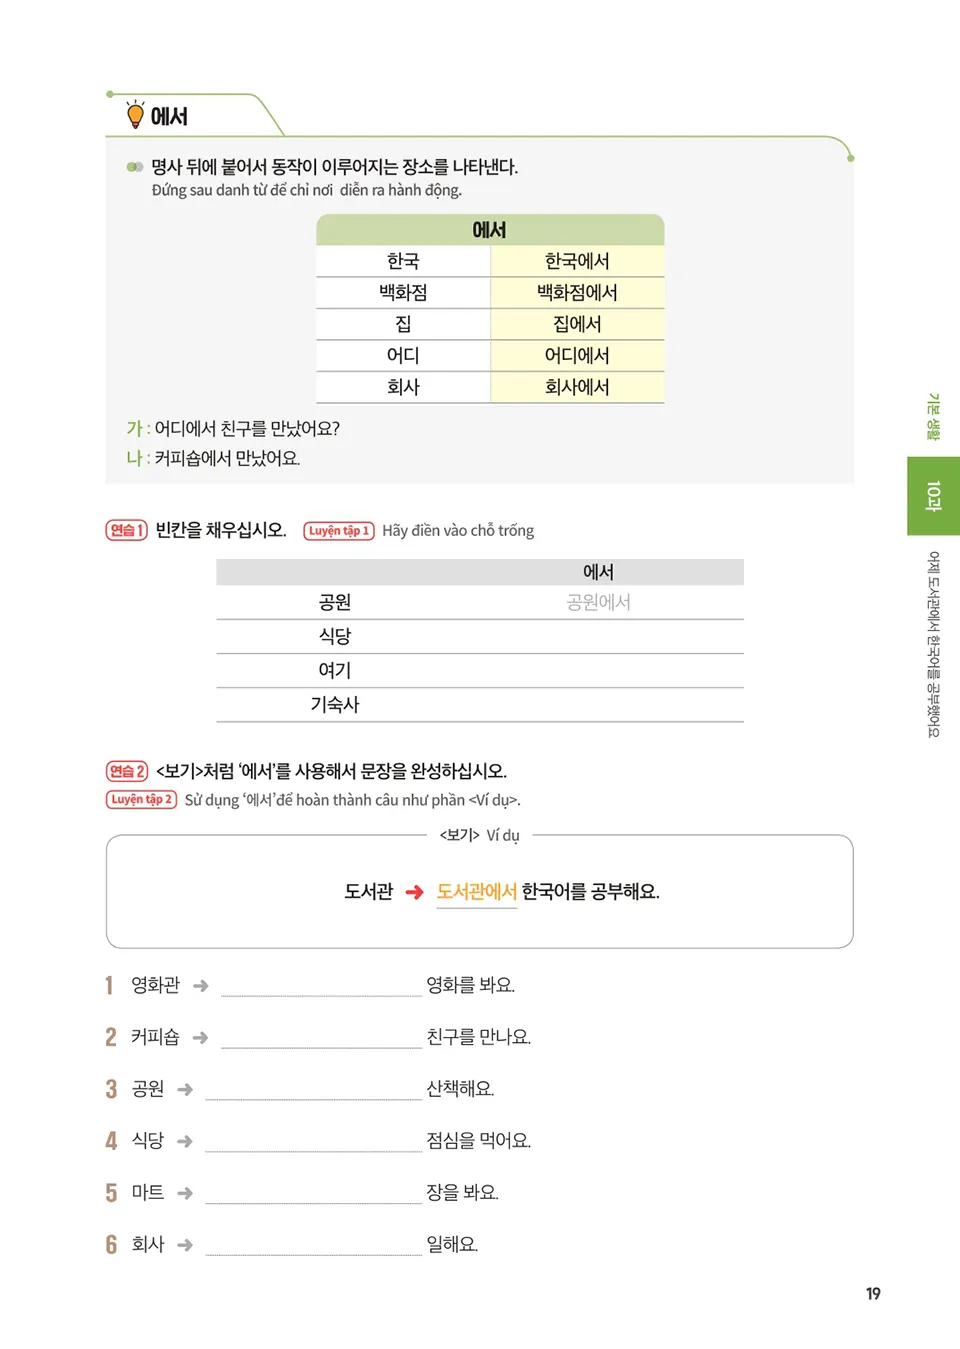 에서
명사 뒤에 붙어서 동작이 이루어지는 장소를 나타낸다.
Đứng sau danh từ để chỉ nơi diễn ra hành động.
에서
한국 한국에서
백화점 백화점에서
집 집에서
어디 어디에서
회사 회사에서
가 : 어디에서 친구를 만났어요?
나 : 커피숍에서 만났어요.
연습 1 빈칸을 채우십시오. Luyện tập 1 Hãy điền vào chỗ trống
에서
공원 공원에서
식당
여기
기숙사
연습 2 <보기>처럼 ‘에서’를 사용해서 문장을 완성하십시오.
Luyện tập 2 Sử dụng ‘에서’để hoàn thành câu như phần <Ví dụ>.
<보기> Ví dụ
도서관 ➜ 도서관에서 한국어를 공부해요.
1 영화관 ➜ 영화를 봐요.
2 커피숍 ➜ 친구를 만나요.
3 공원 ➜ 산책해요.
4 식당 ➜ 점심을 먹어요.
5 마트 ➜ 장을 봐요.
6 회사 ➜ 일해요.
기본 생활
10과
어제 도서관에서 한국어를 공부했어요
19